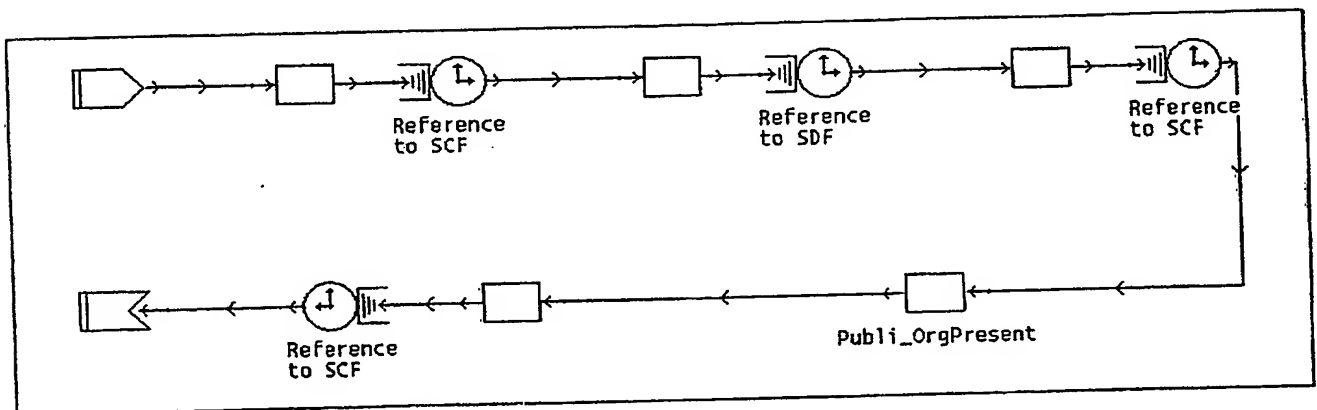 Reference
to SCF
Reference
to SDF
Reference
to SCF
Publi_OrgPresent
Reference
to SCF